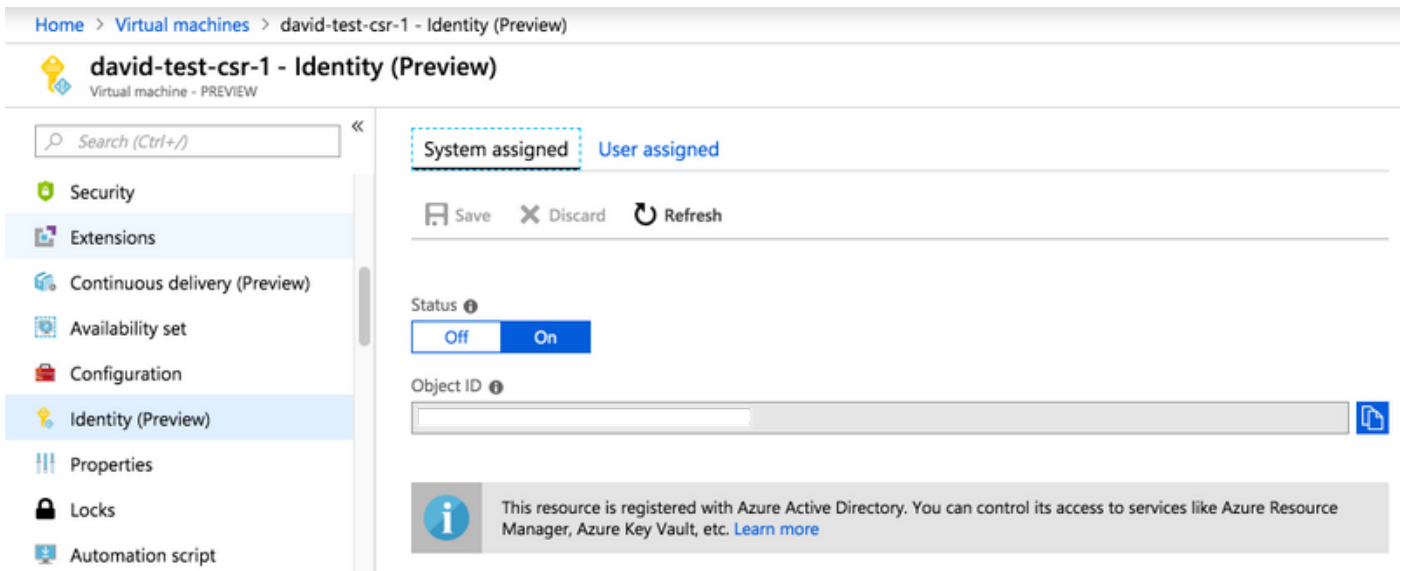 Home > Virtual machines > david-test-csr-1 - Identity (Preview)
david-test-csr-1 - Identity (Preview)
Virtual machine - PREVIEW
Search (Ctrl+/)
«
Security
Extensions
Continuous delivery (Preview)
Availability set
Configuration
Identity (Preview)
Properties
Locks
Automation script
System assigned User assigned
Save Discard Refresh
Status
Off On
Object ID
This resource is registered with Azure Active Directory. You can control its access to services like Azure Resource
Manager, Azure Key Vault, etc. Learn more